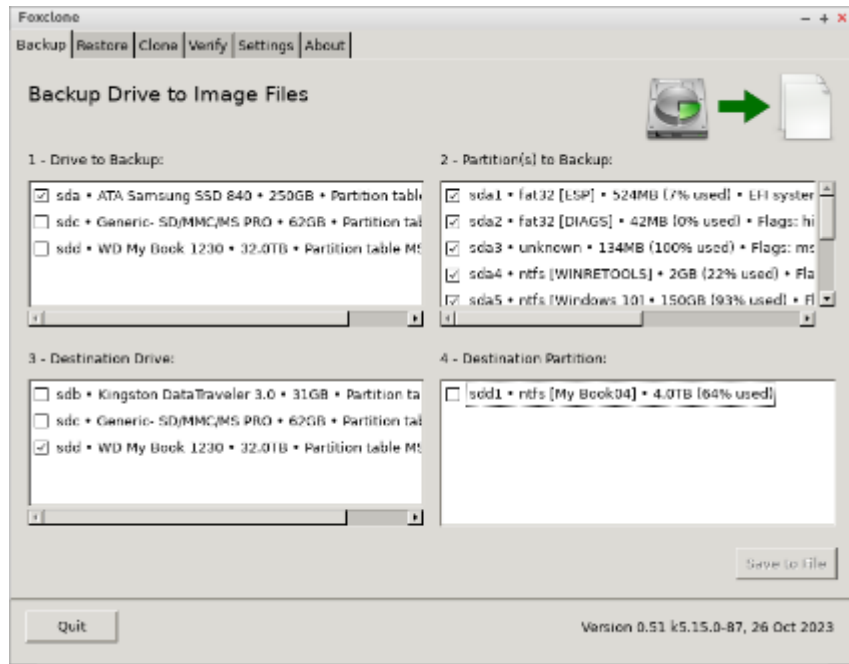 Foxclone
Backup Restore Clone Verify Settings About
Backup Drive to Image Files
1 - Drive to Backup:
sda • ATA Samsung SSD 840 • 250GB • Partition tabl
sdc • Generic- SD/MMC/MS PRO • 62GB • Partition tal
sdd • WD My Book 1230 • 32.0TB • Partition table MS
2 - Partition(s) to Backup:
sda1 • fat32 [ESP] • 524MB (7% used) • EFI syster
sda2 • fat32 [DIAGS] • 42MB (0% used) • Flags: hi
sda3 • unknown • 134MB (100% used) • Flags: ms
sda4 • ntfs [WINRETOOLS] • 2GB (22% used) • Fla
sda5 • ntfs [Windows 10] • 150GB (93% used) • Fl
3 - Destination Drive:
sdb • Kingston DataTraveler 3.0 • 31GB • Partition ta
sdc • Generic- SD/MMC/MS PRO • 62GB • Partition tal
sdd • WD My Book 1230 • 32.0TB • Partition table MS
4 - Destination Partition:
sdd1 • ntfs [My Book04] • 4.0TB (64% used)
Save to File
Quit
Version 0.51 k5.15.0-87, 26 Oct 2023